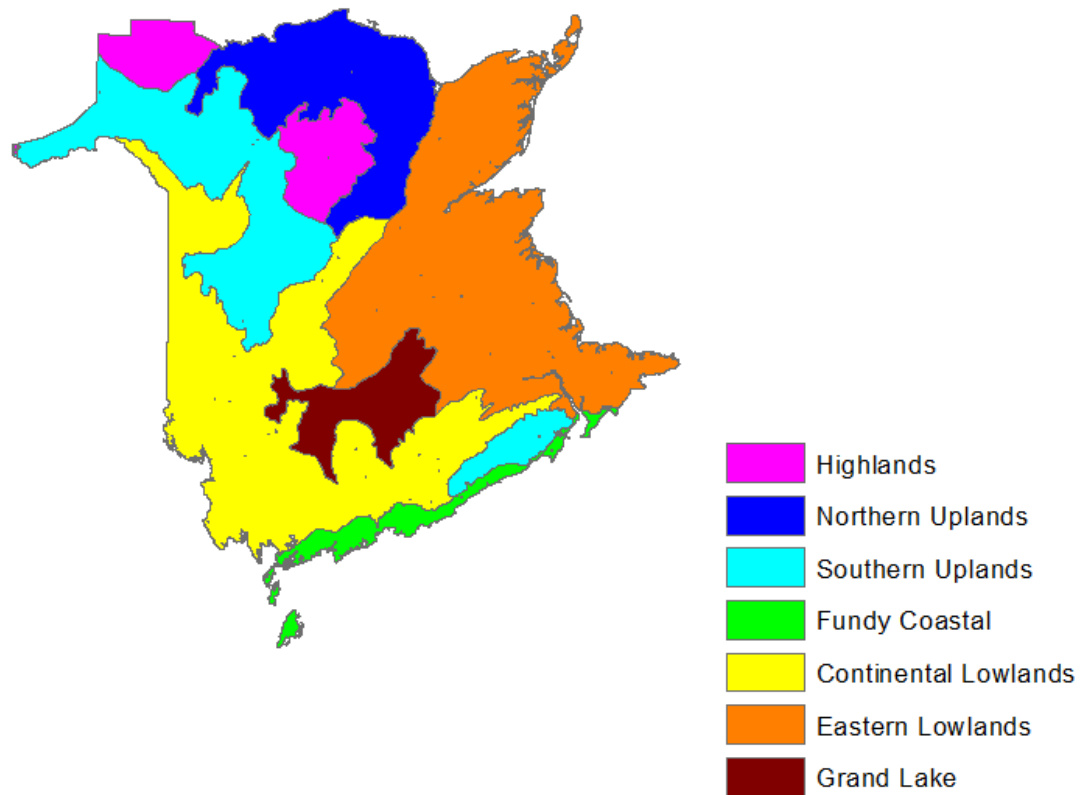 Highlands
Northern Uplands
Southern Uplands
Fundy Coastal
Continental Lowlands
Eastern Lowlands
Grand Lake